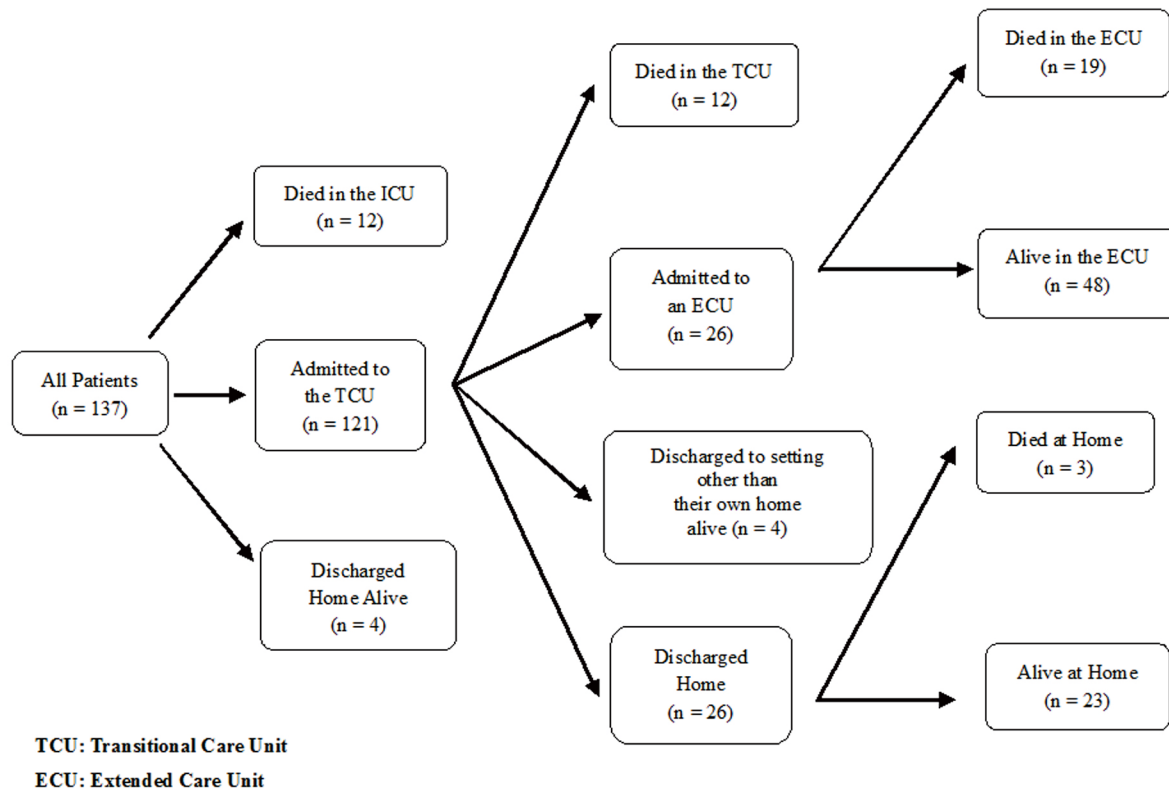 All Patients
(n = 137)
Died in the ICU
(n = 12)
Admitted to
the TCU
(n = 121)
Discharged
Home Alive
(n = 4)
Died in the TCU
(n = 12)
Admitted to
an ECU
(n = 26)
Discharged to setting
other than
their own home
alive (n = 4)
Discharged
Home
(n = 26)
Died in the ECU
(n = 19)
Alive in the ECU
(n = 48)
Died at Home
(n = 3)
Alive at Home
(n = 23)
TCU: Transitional Care Unit
ECU: Extended Care Unit